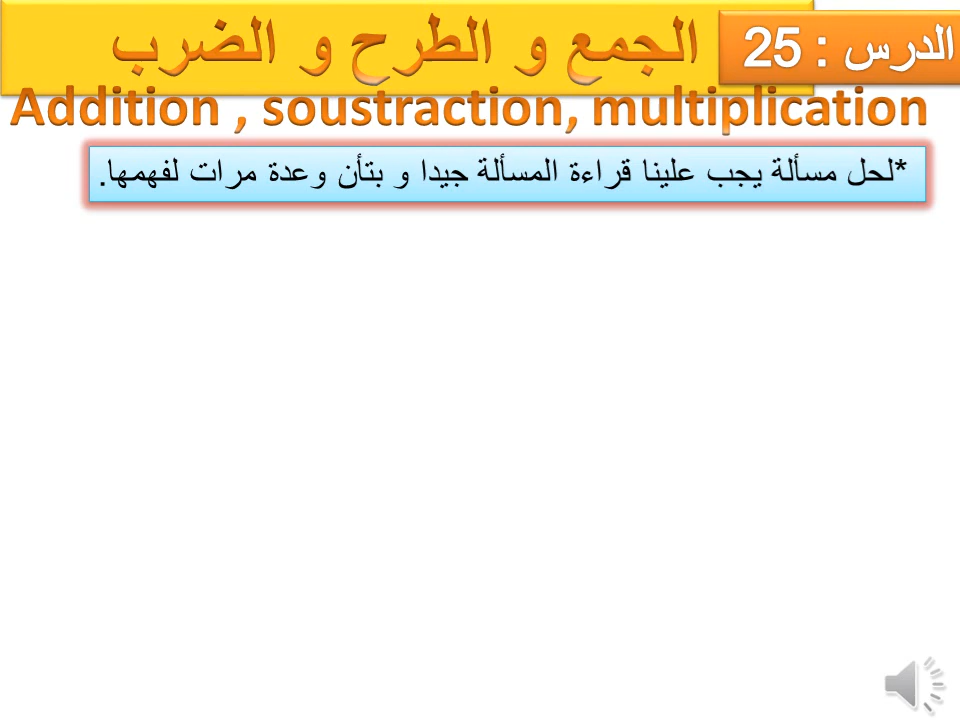 الدرس : 25
الجمع و الطرح و الضرب
Addition , soustraction, multiplication
*لحل مسألة يجب علينا قراءة المسألة جيدا و بتأن وعدة مرات لفهمها.